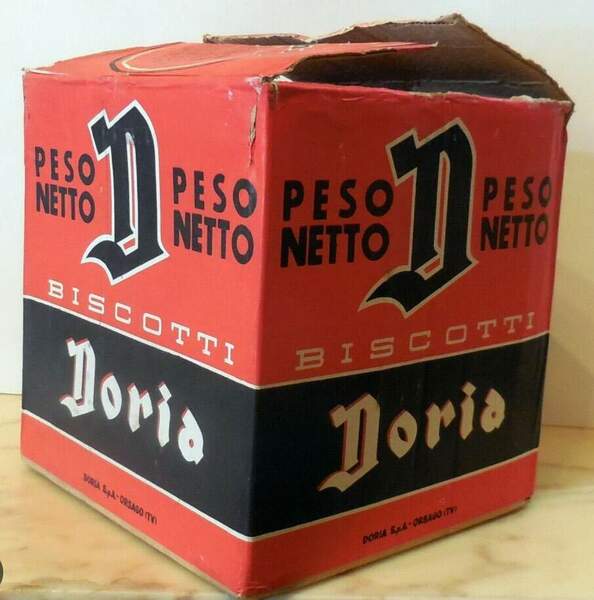 PESO NETTO
D
PESO NETTO
BISCOTTI
Doria
DORIA S.p.A. - ORSAGO (TV)
PESO NETTO
D
PESO NETTO
BISCOTTI
Doria
DORIA S.p.A. - ORSAGO (TV)